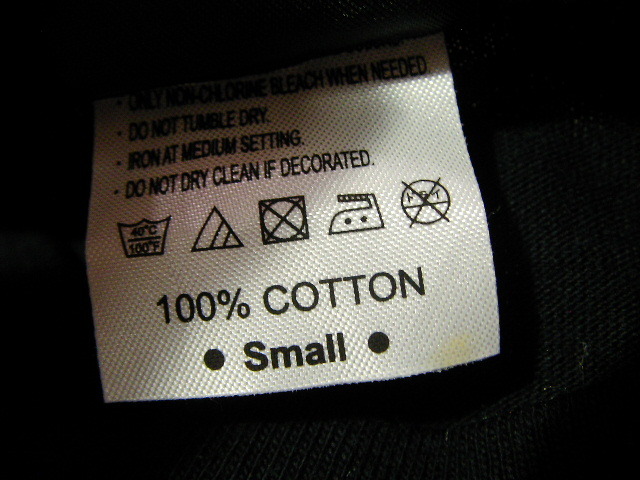 • ONLY NON-CHLORINE BLEACH WHEN NEEDED
• DO NOT TUMBLE DRY.
• IRON AT MEDIUM SETTING.
• DO NOT DRY CLEAN IF DECORATED.
40°C
100°F
100% COTTON
• Small •